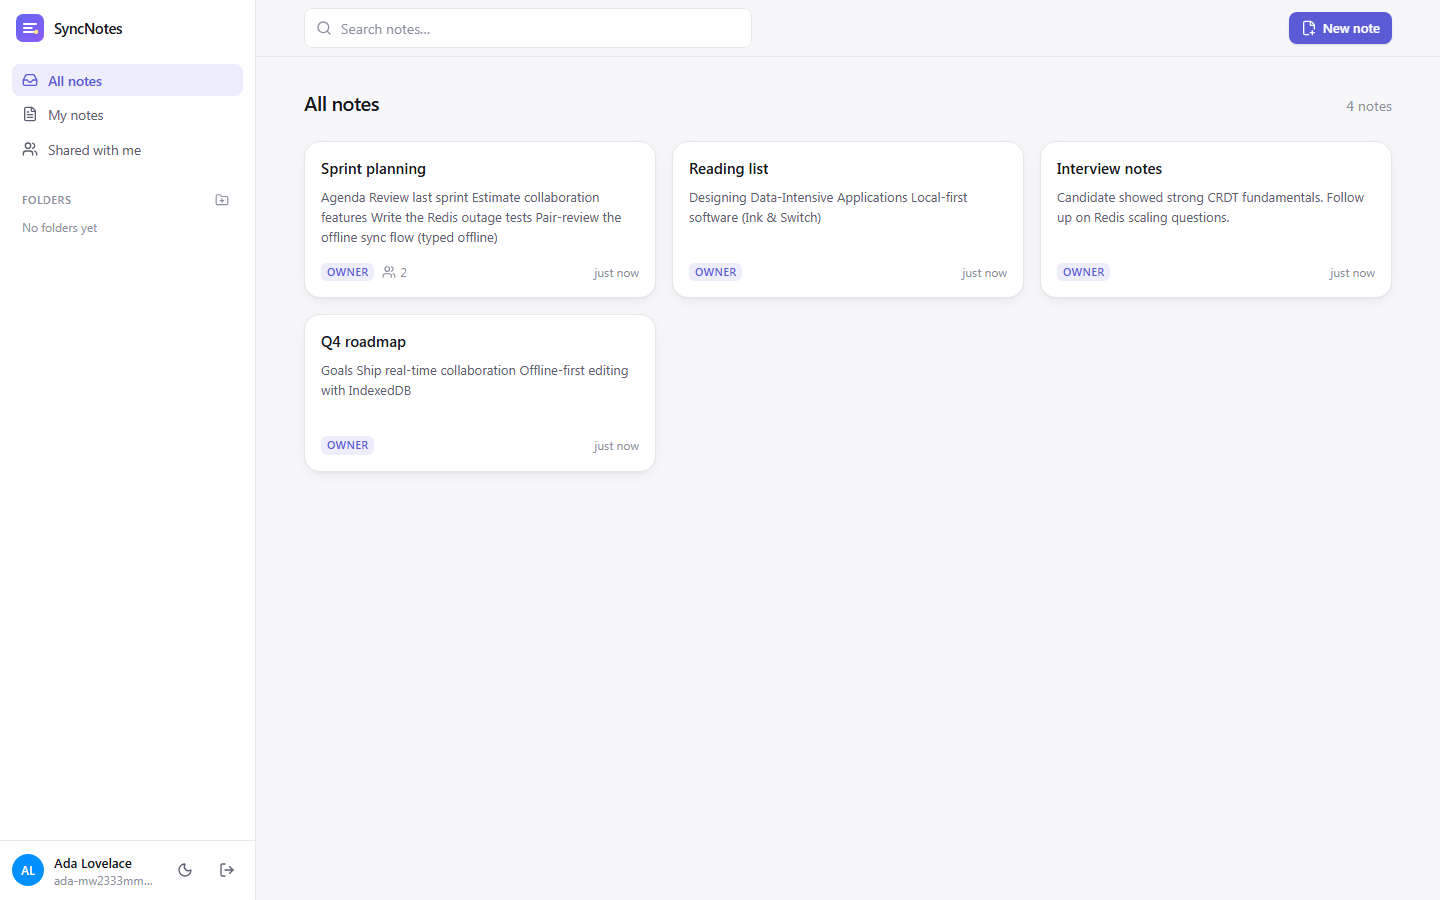 SyncNotes
All notes
My notes
Shared with me
FOLDERS
No folders yet
Ada Lovelace
ada-mw2333mm...
Search notes...
New note
All notes
4 notes
Sprint planning
Agenda Review last sprint Estimate collaboration
features Write the Redis outage tests Pair-review the
offline sync flow (typed offline)
OWNER
2
just now
Reading list
Designing Data-Intensive Applications Local-first
software (Ink & Switch)
OWNER
just now
Interview notes
Candidate showed strong CRDT fundamentals. Follow
up on Redis scaling questions.
OWNER
just now
Q4 roadmap
Goals Ship real-time collaboration Offline-first editing
with IndexedDB
OWNER
just now
AL